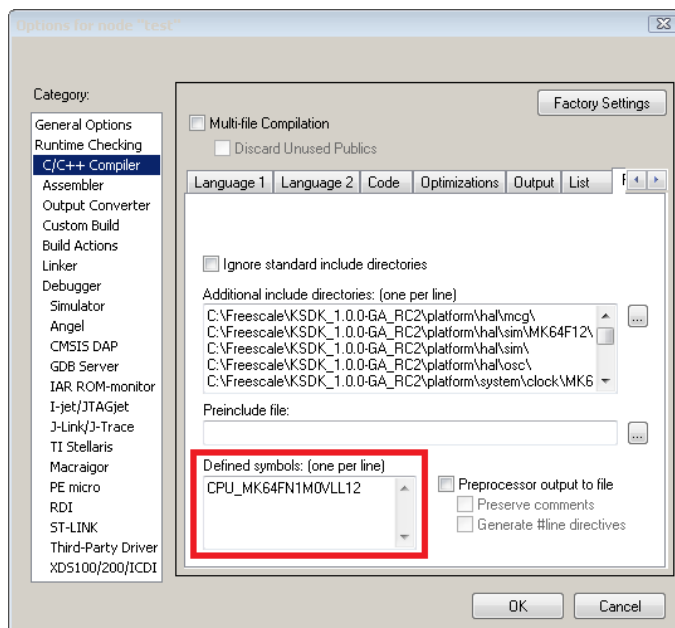 Options for node "test"
Category:
Factory Settings
General Options
Runtime Checking
C/C++ Compiler
Assembler
Output Converter
Custom Build
Build Actions
Linker
Debugger
Simulator
Angel
CMSIS DAP
GDB Server
IAR ROM-monitor
I-jet/JTAGjet
J-Link/J-Trace
TI Stellaris
Macraigor
PE micro
RDI
ST-LINK
Third-Party Driver
XDS100/200/ICDI
Multi-file Compilation
Discard Unused Publics
Language 1 Language 2 Code Optimizations Output List
Ignore standard include directories
Additional include directories: (one per line)
C:\Freescale\KSDK_1.0.0-GA_RC2\platform\hal\mcg\
C:\Freescale\KSDK_1.0.0-GA_RC2\platform\hal\sim\MK64F12\
C:\Freescale\KSDK_1.0.0-GA_RC2\platform\hal\sim\
C:\Freescale\KSDK_1.0.0-GA_RC2\platform\hal\osc\
C:\Freescale\KSDK_1.0.0-GA_RC2\platform\system\clock\MK6
...
Preinclude file:
...
Defined symbols: (one per line)
CPU_MK64FN1M0VLL12
Preprocessor output to file
Preserve comments
Generate #line directives
OK Cancel